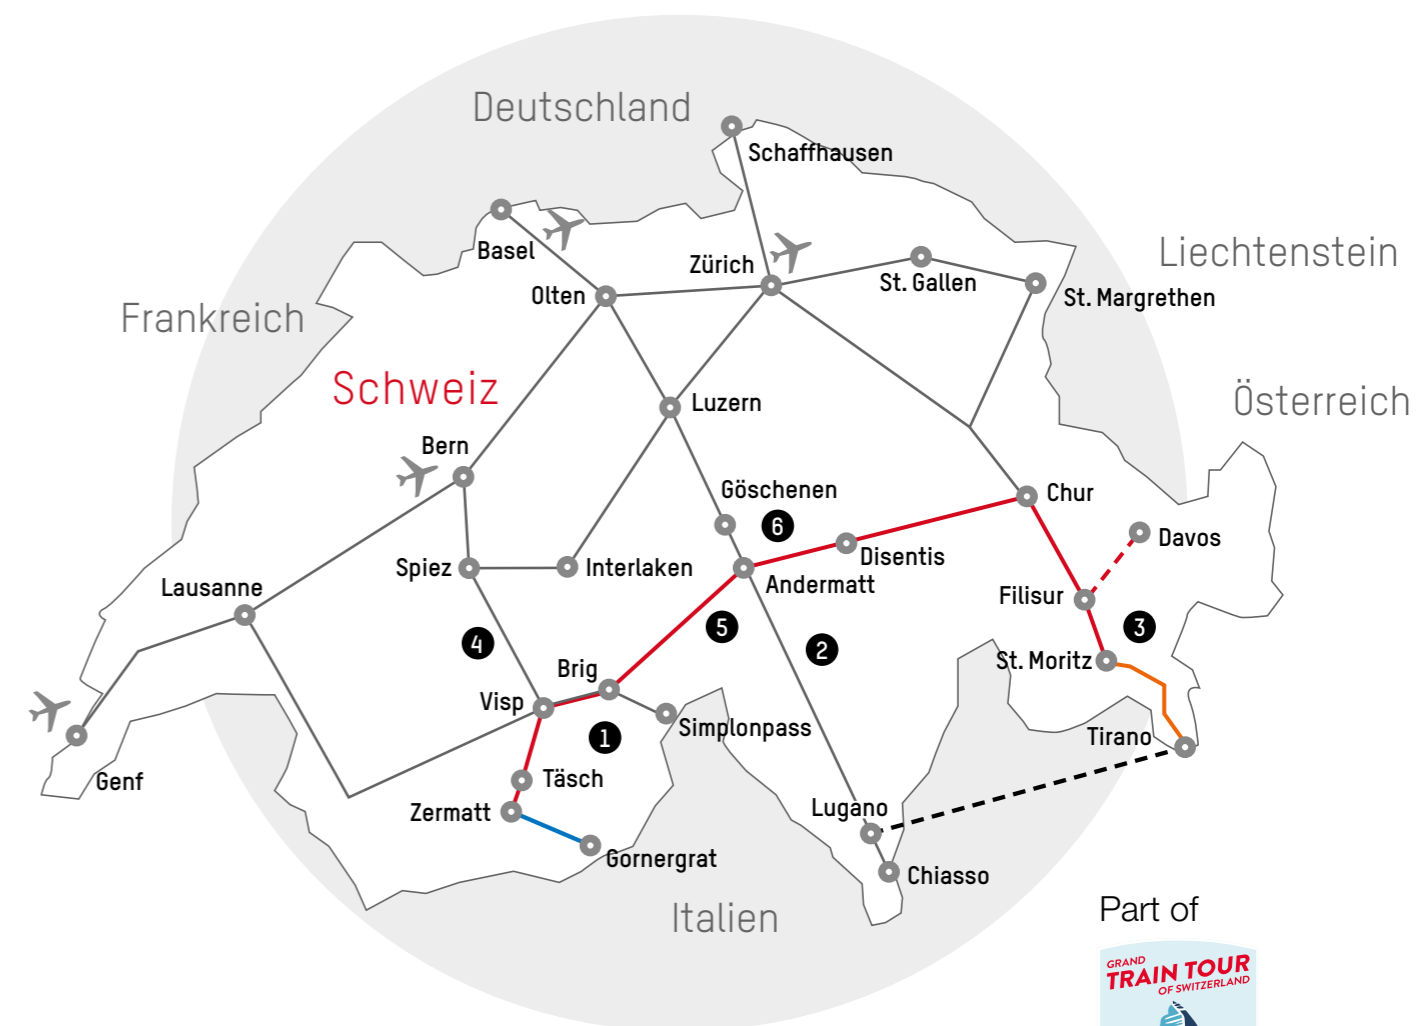 Deutschland
Schaffhausen
Basel
Zürich
Liechtenstein
St. Gallen
Olten
St. Margrethen
Frankreich
Schweiz
Österreich
Luzern
Bern
Göschenen
Chur
6
Davos
Disentis
Spiez
Interlaken
Andermatt
Lausanne
Filisur
5
3
4
2
Brig
St. Moritz
Visp
Simplonpass
1
Tirano
Täsch
Genf
Zermatt
Lugano
Gornergrat
Chiasso
Italien
Part of
GRAND
TRAIN TOUR
OF SWITZERLAND